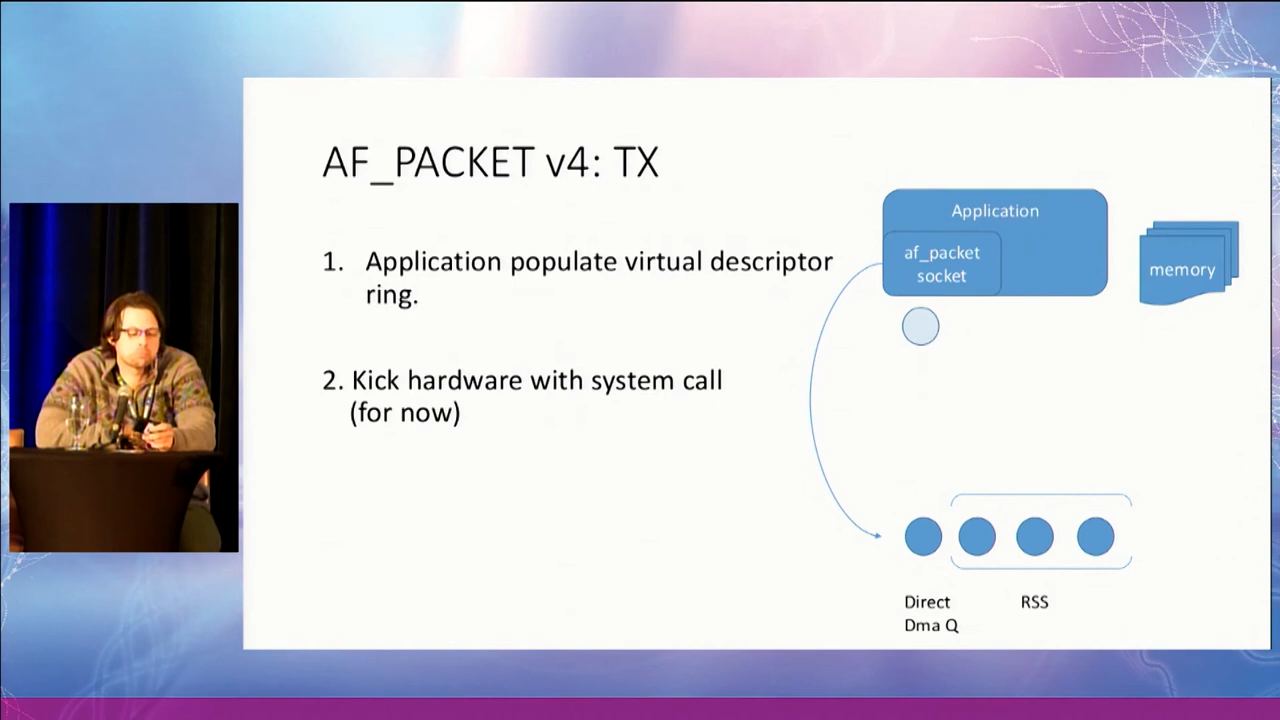 AF_PACKET v4: TX
1. Application populate virtual descriptor
ring.
2. Kick hardware with system call
(for now)
Application
af_packet
socket
memory
Direct
Dma Q
RSS